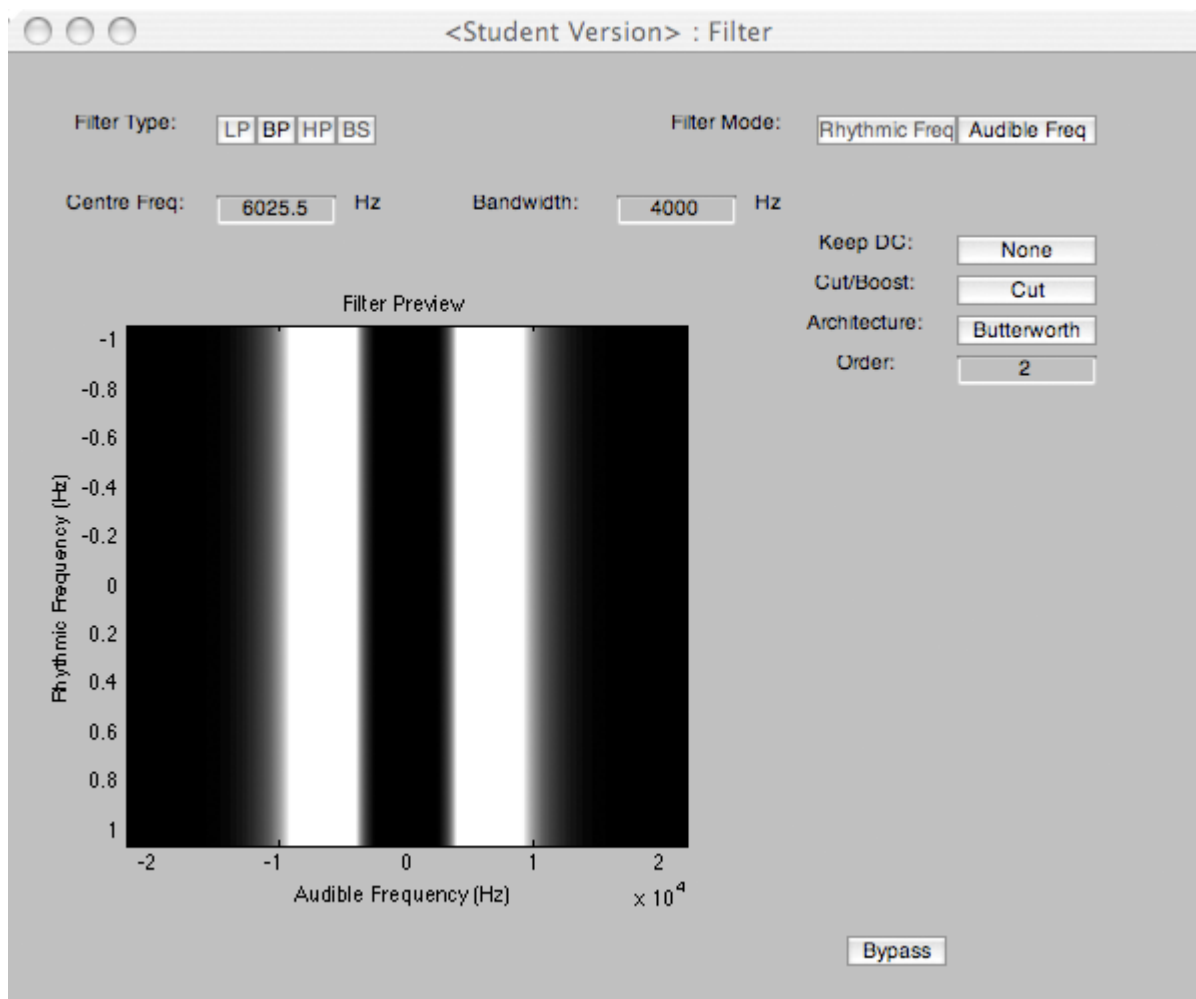 <Student Version> : Filter
Filter Type: LP BP HP BS Filter Mode: Rhythmic Freq Audible Freq
Centre Freq: 6025.5 Hz Bandwidth: 4000 Hz
Keep DC: None
Cut/Boost: Cut
Architecture: Butterworth
Order: 2
Filter Preview
-1
-0.8
-0.6
-0.4
-0.2
0
0.2
0.4
0.6
0.8
1
Rhythmic Frequency (Hz)
-2 -1 0 1 2
Audible Frequency (Hz) x 10^4
Bypass